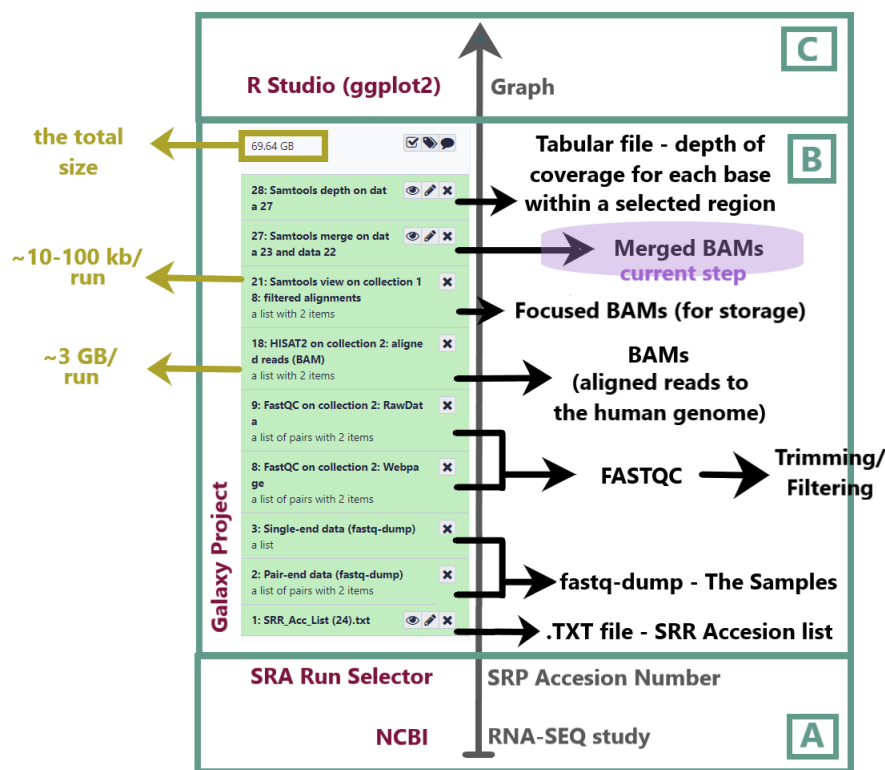 C
R Studio (ggplot2)
Graph
the total
size
69.64 GB
B
Tabular file - depth of
coverage for each base
within a selected region
28: Samtools depth on dat
a 27
27: Samtools merge on dat
a 23 and data 22
Merged BAMs
current step
~10-100 kb/
run
21: Samtools view on collection 1
8: filtered alignments
a list with 2 items
Focused BAMs (for storage)
~3 GB/
run
18: HISAT2 on collection 2: aligne
d reads (BAM)
a list with 2 items
BAMs
(aligned reads to
the human genome)
9: FastQC on collection 2: RawDat
a
a list of pairs with 2 items
8: FastQC on collection 2: Webpa
ge
a list of pairs with 2 items
FASTQC
Trimming/
Filtering
Galaxy Project
3: Single-end data (fastq-dump)
a list
2: Pair-end data (fastq-dump)
a list of pairs with 2 items
fastq-dump - The Samples
1: SRR_Acc_List (24).txt
.TXT file - SRR Accesion list
SRA Run Selector
SRP Accesion Number
NCBI
RNA-SEQ study
A